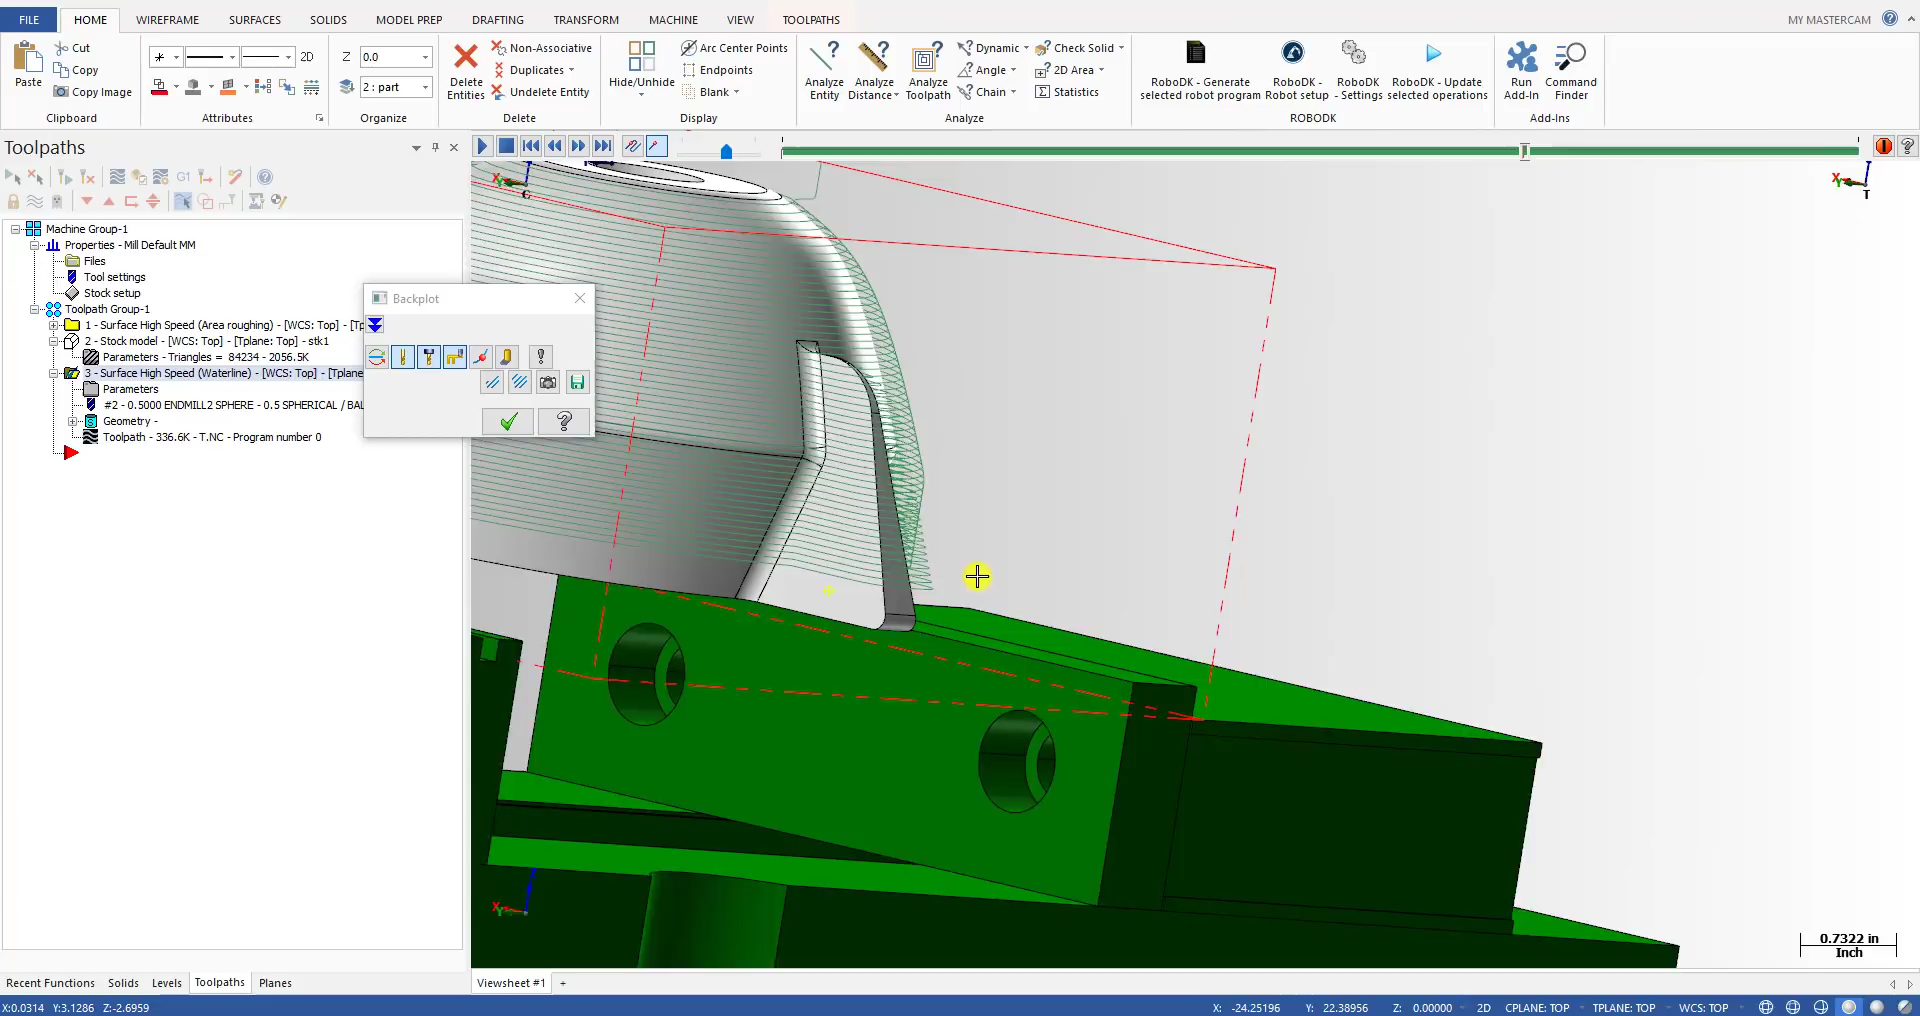 FILE HOME WIREFRAME SURFACES SOLIDS MODEL PREP DRAFTING TRANSFORM MACHINE VIEW TOOLPATHS MY MASTERCAM
Paste
Cut
Copy
Copy Image
Clipboard
2D
Attributes
Z 0.0
2 : part
Organize
Delete
Entities
Non-Associative
Duplicates
Undelete Entity
Delete
Hide/Unhide
Arc Center Points
Endpoints
Blank
Display
Analyze
Entity
Analyze
Distance
Analyze
Toolpath
Dynamic
Angle
Chain
Check Solid
2D Area
Statistics
Analyze
RoboDK - Generate
selected robot program
RoboDK -
Robot setup
RoboDK
- Settings
RoboDK - Update
selected operations
ROBODK
Run
Add-In
Command
Finder
Add-Ins
Toolpaths
G1
Machine Group-1
Properties - Mill Default MM
Files
Tool settings
Stock setup
Toolpath Group-1
1 - Surface High Speed (Area roughing) - [WCS: Top] - [Tp
2 - Stock model - [WCS: Top] - [Tplane: Top] - stk1
Parameters - Triangles = 84234 - 2056.5K
3 - Surface High Speed (Waterline) - [WCS: Top] - [Tplane
Parameters
#2 - 0.5000 ENDMILL2 SPHERE - 0.5 SPHERICAL / BAL
Geometry -
Toolpath - 336.6K - T.NC - Program number 0
Backplot
X
Y
C
X
Y
T
X
Y
0.7322 in
Inch
Recent Functions Solids Levels Toolpaths Planes
Viewsheet #1 +
X:0.0314 Y:3.1286 Z:-2.6959
X: -24.25196 Y: 22.38956 Z: 0.00000 2D CPLANE: TOP TPLANE: TOP WCS: TOP